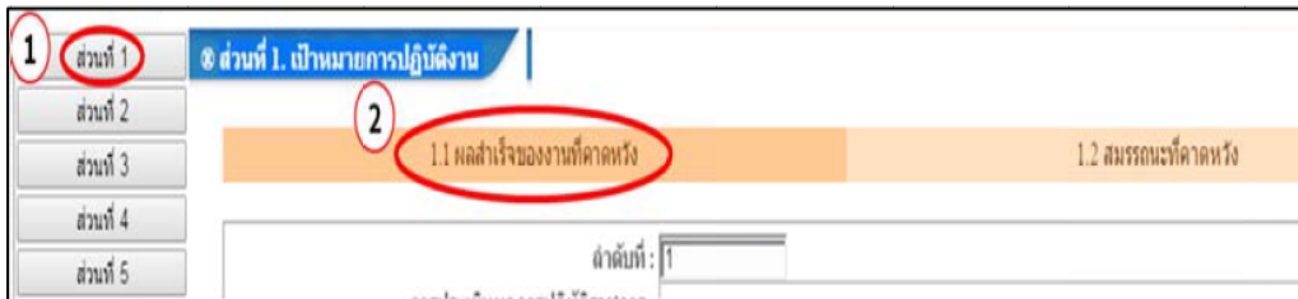 1
ส่วนที่ 1
ส่วนที่ 2
ส่วนที่ 3
ส่วนที่ 4
ส่วนที่ 5
ส่วนที่ 1. เป้าหมายการปฏิบัติงาน
2
1.1 ผลสำเร็จของงานที่คาดหวัง
1.2 สมรรถนะที่คาดหวัง
ลำดับที่ : 1